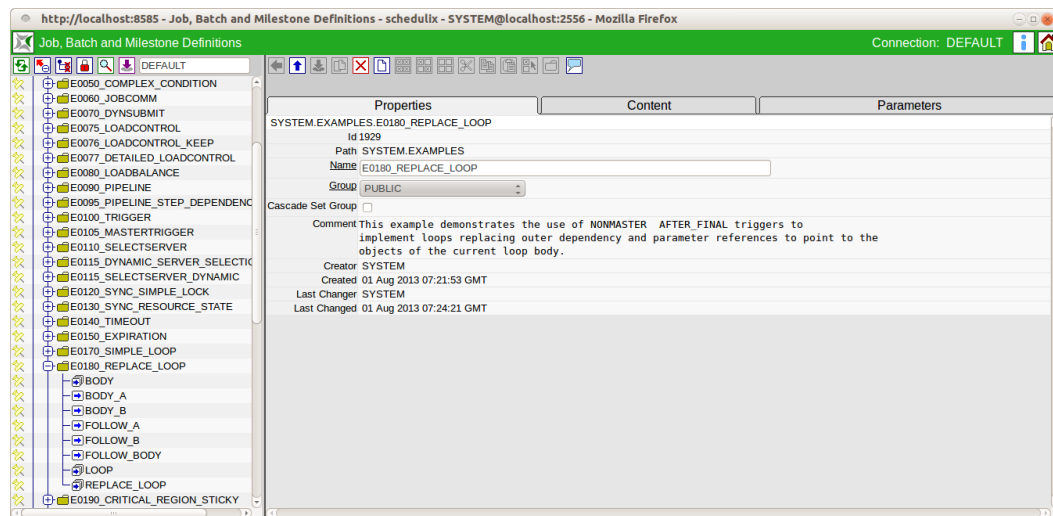 http://localhost:8585 - Job, Batch and Milestone Definitions - schedulix - SYSTEM@localhost:2556 - Mozilla Firefox
Job, Batch and Milestone Definitions
Connection: DEFAULT
DEFAULT
E0050_COMPLEX_CONDITION
E0060_JOBCOMM
E0070_DYNSUBMIT
E0075_LOADCONTROL
E0076_LOADCONTROL_KEEP
E0077_DETAILED_LOADCONTROL
E0080_LOADBALANCE
E0090_PIPELINE
E0095_PIPELINE_STEP_DEPENDENC
E0100_TRIGGER
E0105_MASTERTRIGGER
E0110_SELECTSERVER
E0115_DYNAMIC_SERVER_SELECTIO
E0115_SELECTSERVER_DYNAMIC
E0120_SYNC_SIMPLE_LOCK
E0130_SYNC_RESOURCE_STATE
E0140_TIMEOUT
E0150_EXPIRATION
E0170_SIMPLE_LOOP
E0180_REPLACE_LOOP
BODY
BODY_A
BODY_B
FOLLOW_A
FOLLOW_B
FOLLOW_BODY
LOOP
REPLACE_LOOP
E0190_CRITICAL_REGION_STICKY
Properties
Content
Parameters
SYSTEM.EXAMPLES.E0180_REPLACE_LOOP
Id 1929
Path SYSTEM.EXAMPLES
Name E0180_REPLACE_LOOP
Group PUBLIC
Cascade Set Group
Comment This example demonstrates the use of NONMASTER  AFTER_FINAL triggers to
implement loops replacing outer dependency and parameter references to point to the
objects of the current loop body.
Creator SYSTEM
Created 01 Aug 2013 07:21:53 GMT
Last Changer SYSTEM
Last Changed 01 Aug 2013 07:24:21 GMT